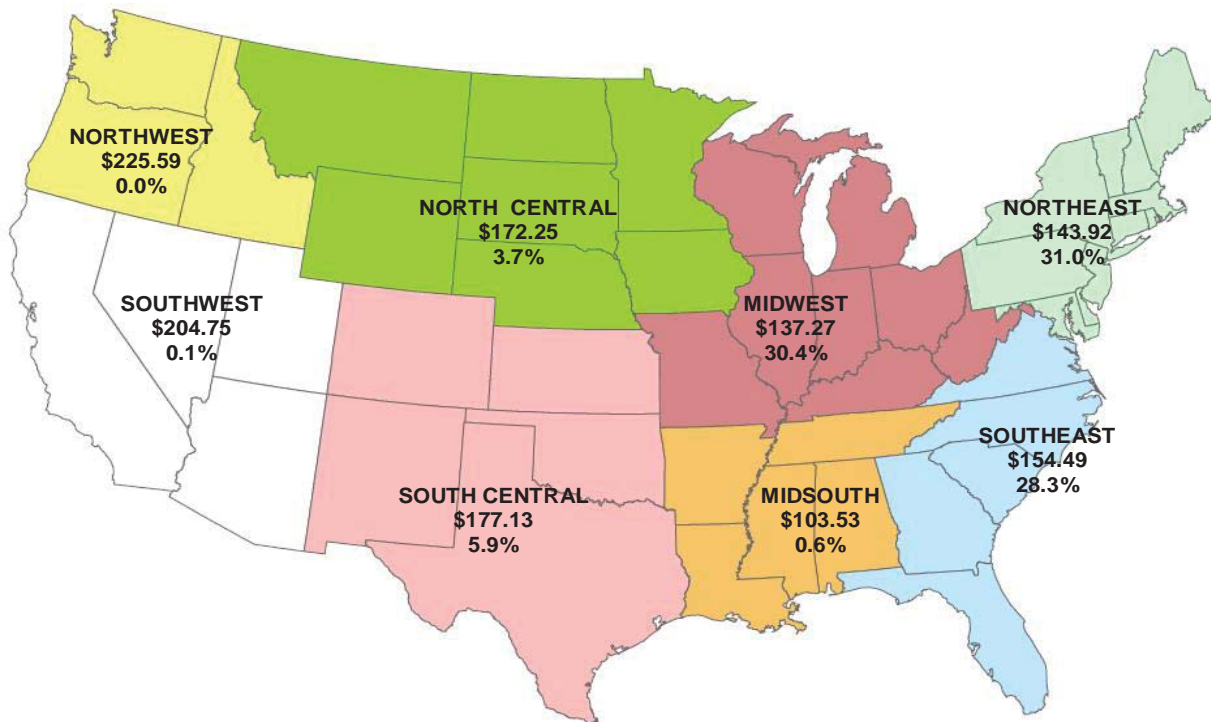 NORTHWEST
$225.59
0.0%
NORTH CENTRAL
$172.25
3.7%
NORTHEAST
$143.92
31.0%
SOUTHWEST
$204.75
0.1%
MIDWEST
$137.27
30.4%
SOUTHEAST
$154.49
28.3%
SOUTH CENTRAL
$177.13
5.9%
MIDSOUTH
$103.53
0.6%